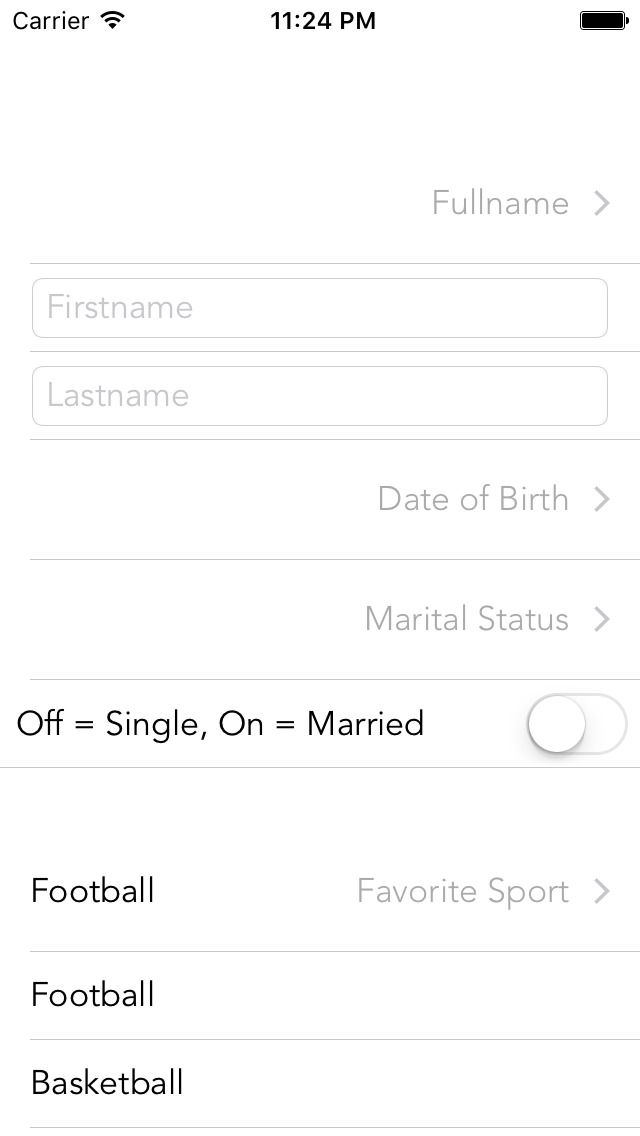 Carrier 11:24 PM
Fullname
Firstname
Lastname
Date of Birth
Marital Status
Off = Single, On = Married
Football Favorite Sport
Football
Basketball